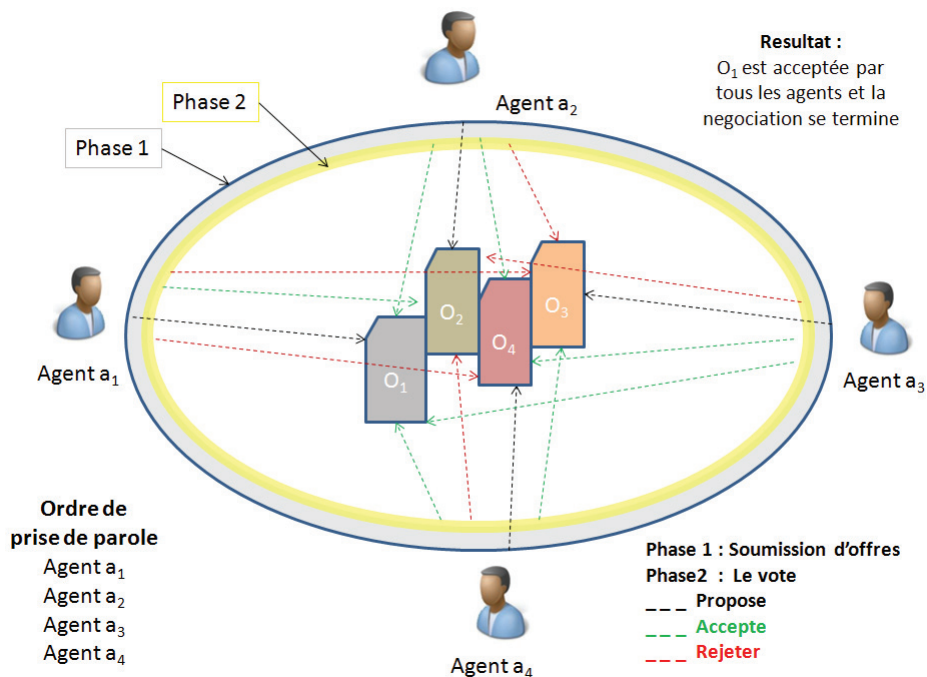 Resultat :
O₁ est acceptée par
tous les agents et la
negociation se termine
Agent a₂
Phase 2
Phase 1
O₂
O₃
O₄
O₁
Agent a₁
Agent a₃
Ordre de
prise de parole
Agent a₁
Agent a₂
Agent a₃
Agent a₄
Agent a₄
Phase 1 : Soumission d’offres
Phase2 : Le vote
_ _ _ Propose
_ _ _ Accepte
_ _ _ Rejeter